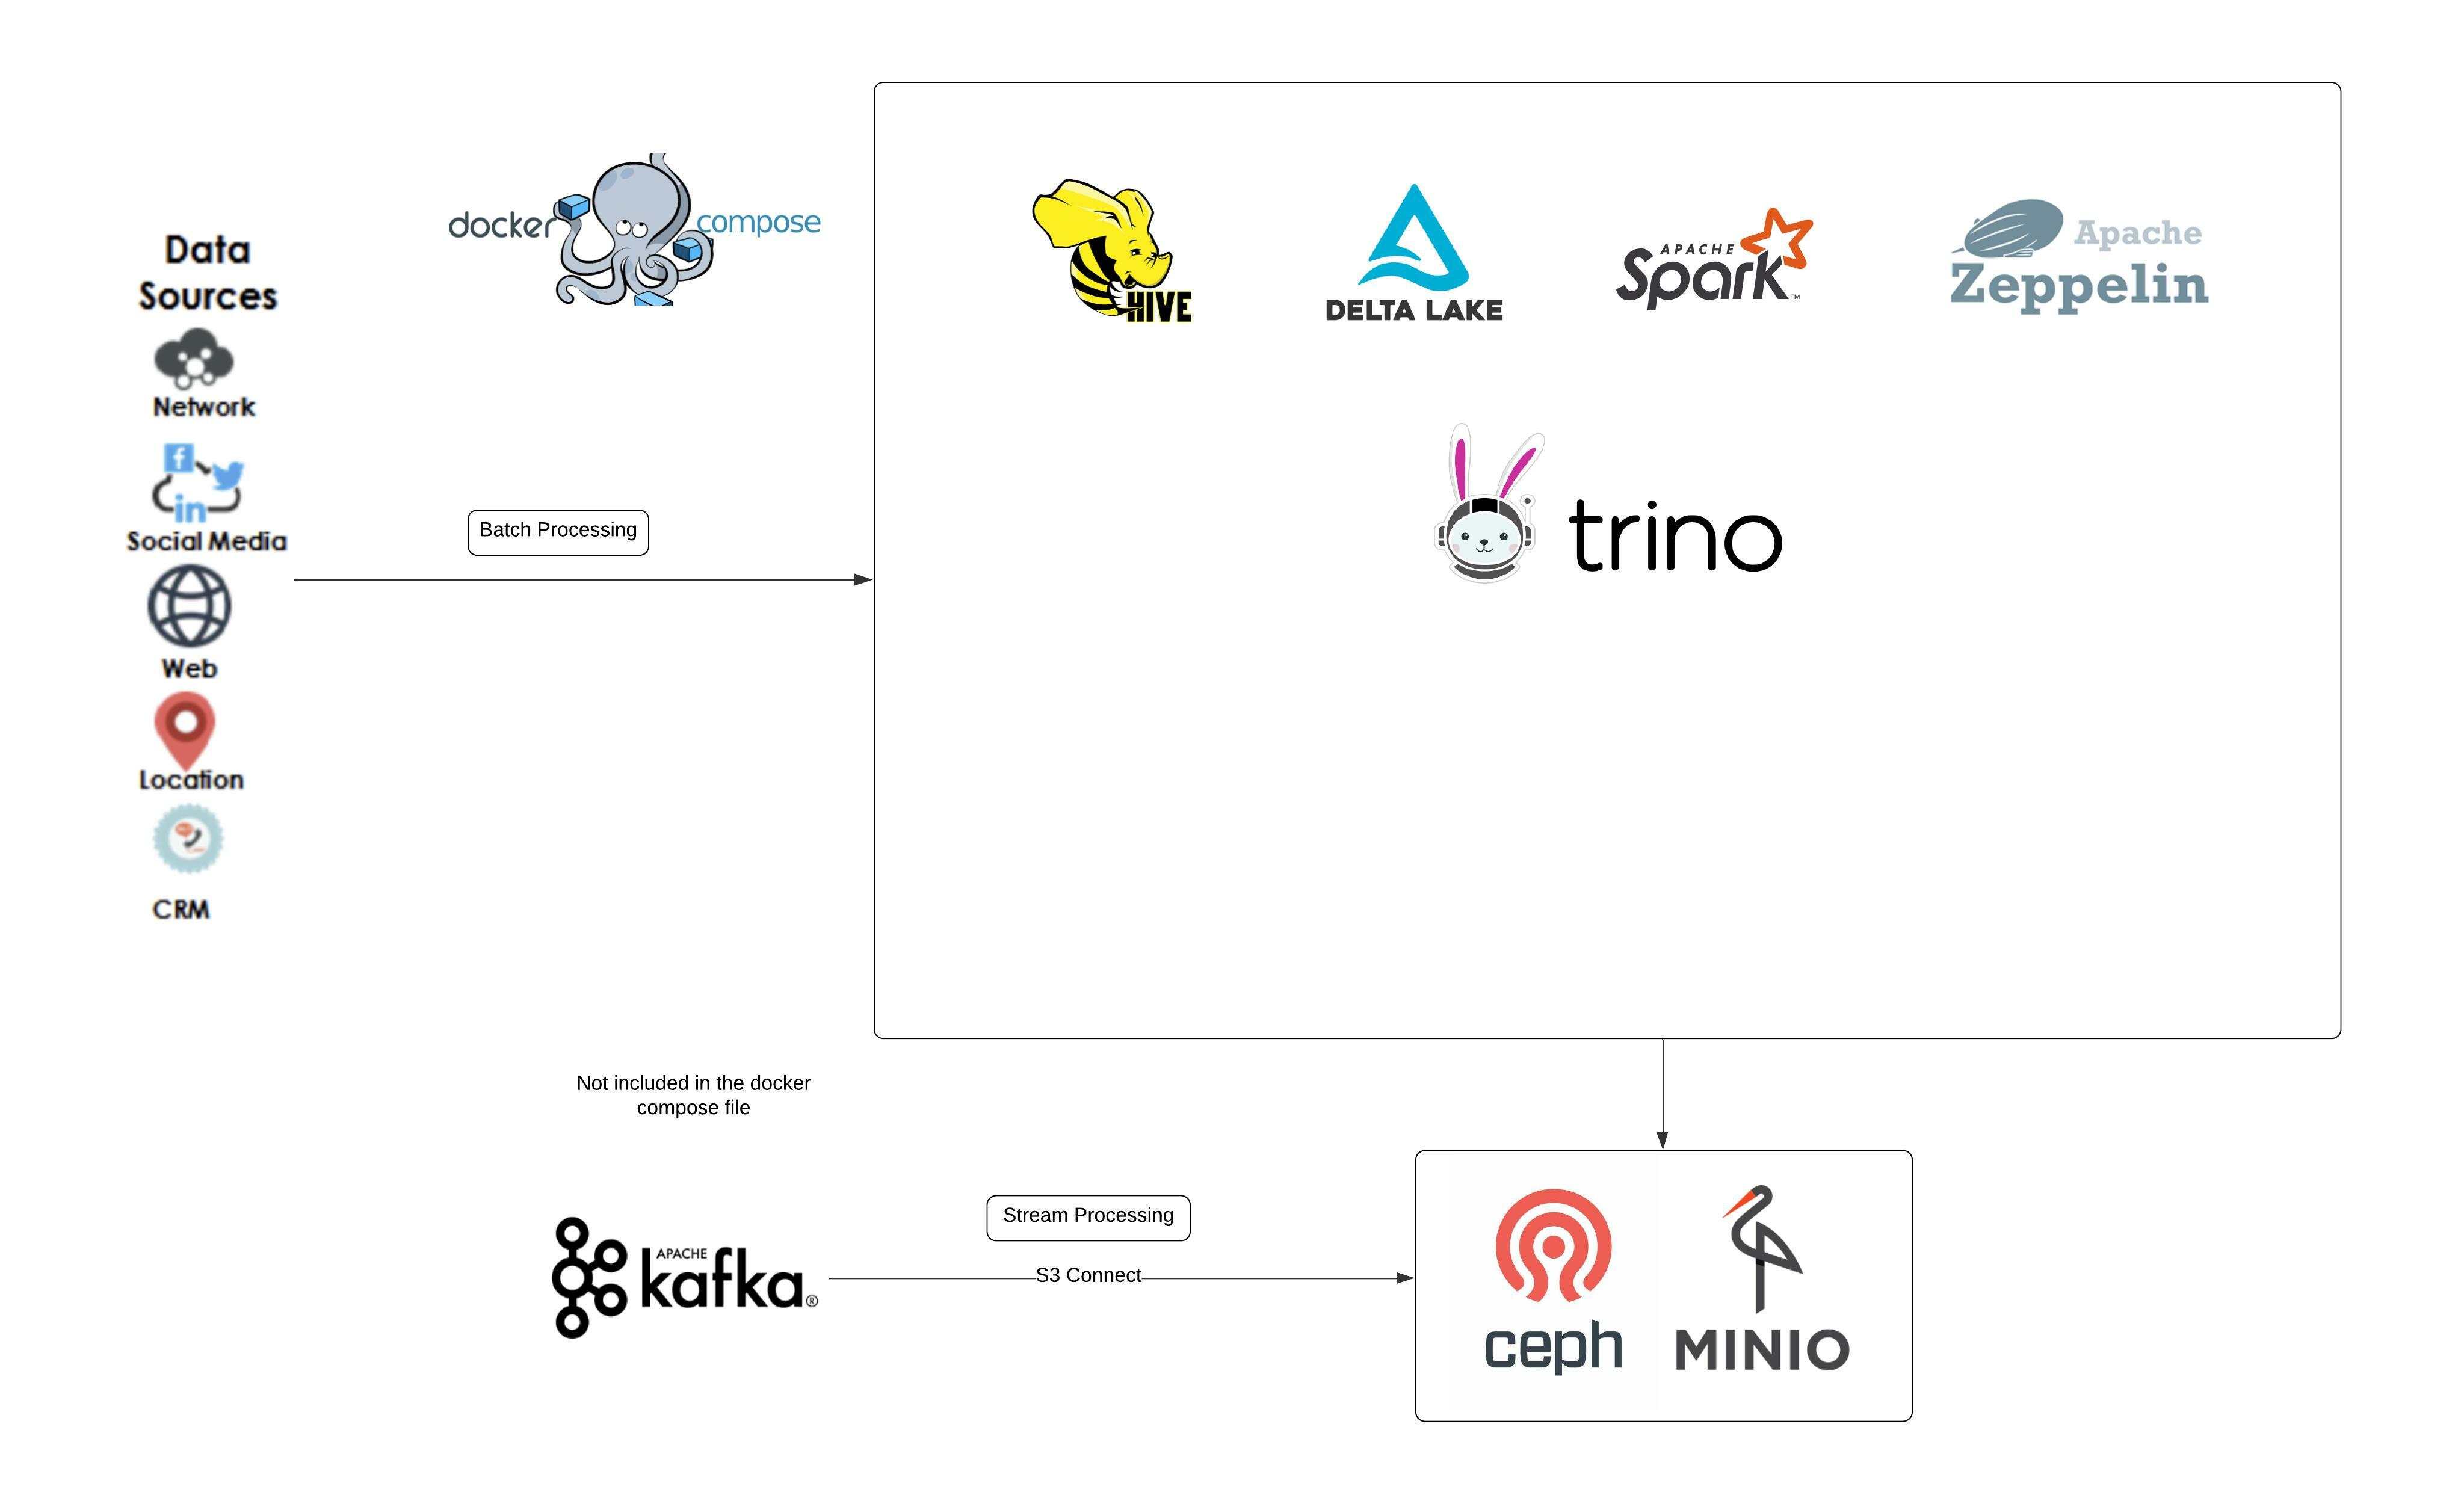 Data
Sources
Network
Social Media
Web
Location
CRM
docker compose
Batch Processing
HIVE
DELTA LAKE
APACHE
Spark™
Apache
Zeppelin
trino
Not included in the docker
compose file
APACHE
kafka®
Stream Processing
S3 Connect
ceph
MINIO